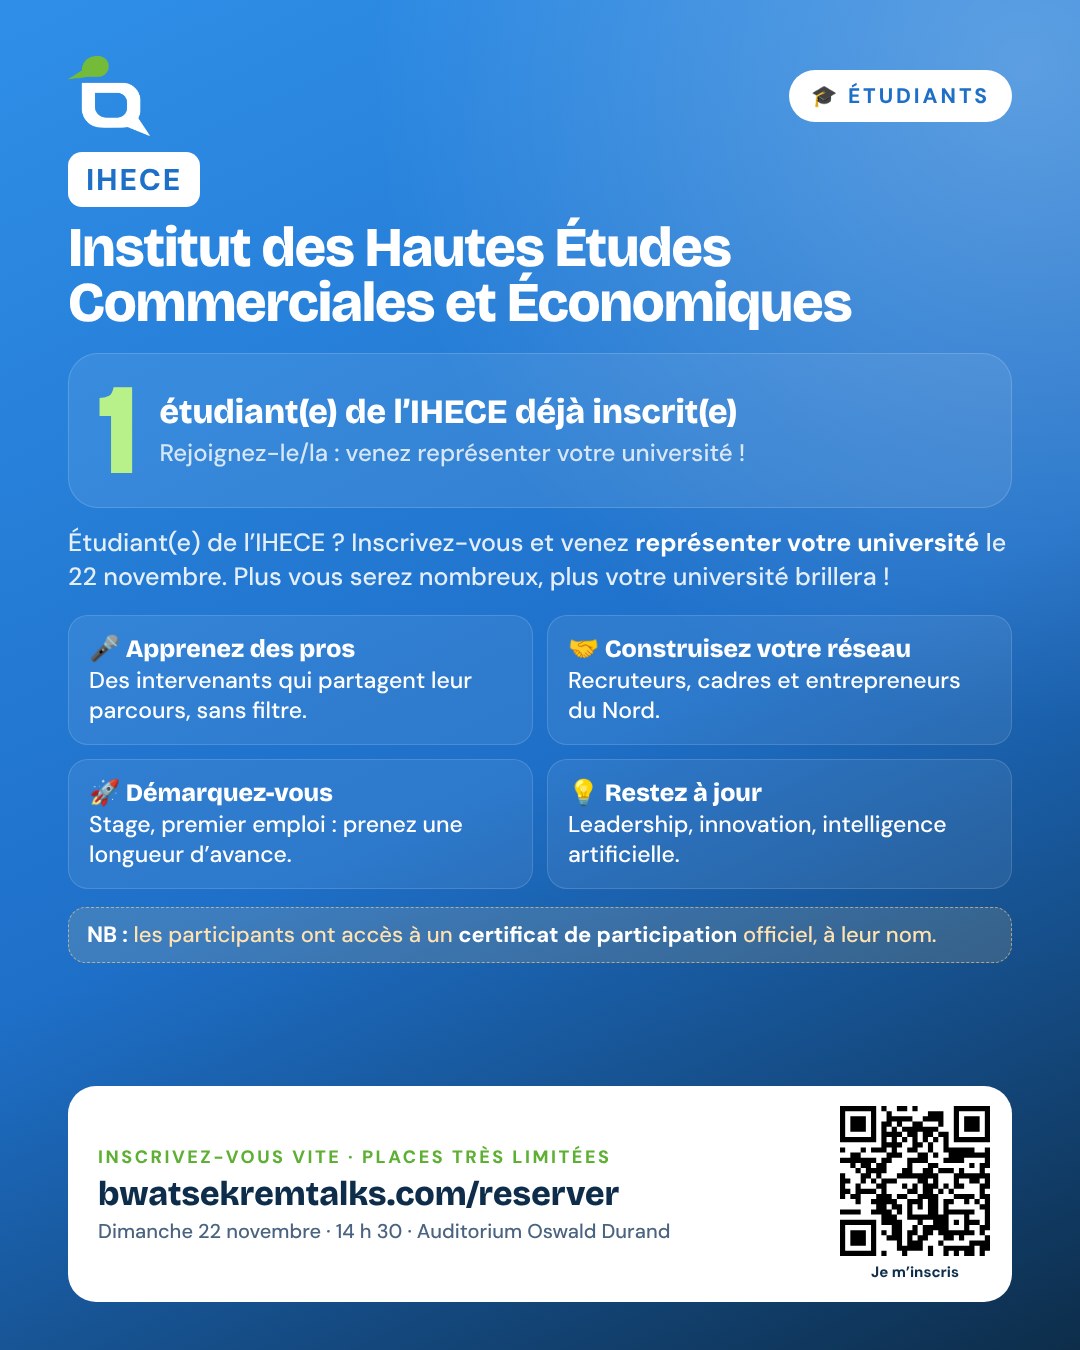 🎓 ÉTUDIANTS
IHECE
Institut des Hautes Études
Commerciales et Économiques
1
étudiant(e) de l’IHECE déjà inscrit(e)
Rejoignez-le/la : venez représenter votre université !
Étudiant(e) de l’IHECE ? Inscrivez-vous et venez représenter votre université le
22 novembre. Plus vous serez nombreux, plus votre université brillera !
🎤 Apprenez des pros
Des intervenants qui partagent leur
parcours, sans filtre.
🤝 Construisez votre réseau
Recruteurs, cadres et entrepreneurs
du Nord.
🚀 Démarquez-vous
Stage, premier emploi : prenez une
longueur d’avance.
💡 Restez à jour
Leadership, innovation, intelligence
artificielle.
NB : les participants ont accès à un certificat de participation officiel, à leur nom.
INSCRIVEZ-VOUS VITE · PLACES TRÈS LIMITÉES
bwatsekremtalks.com/reserver
Dimanche 22 novembre · 14 h 30 · Auditorium Oswald Durand
Je m’inscris